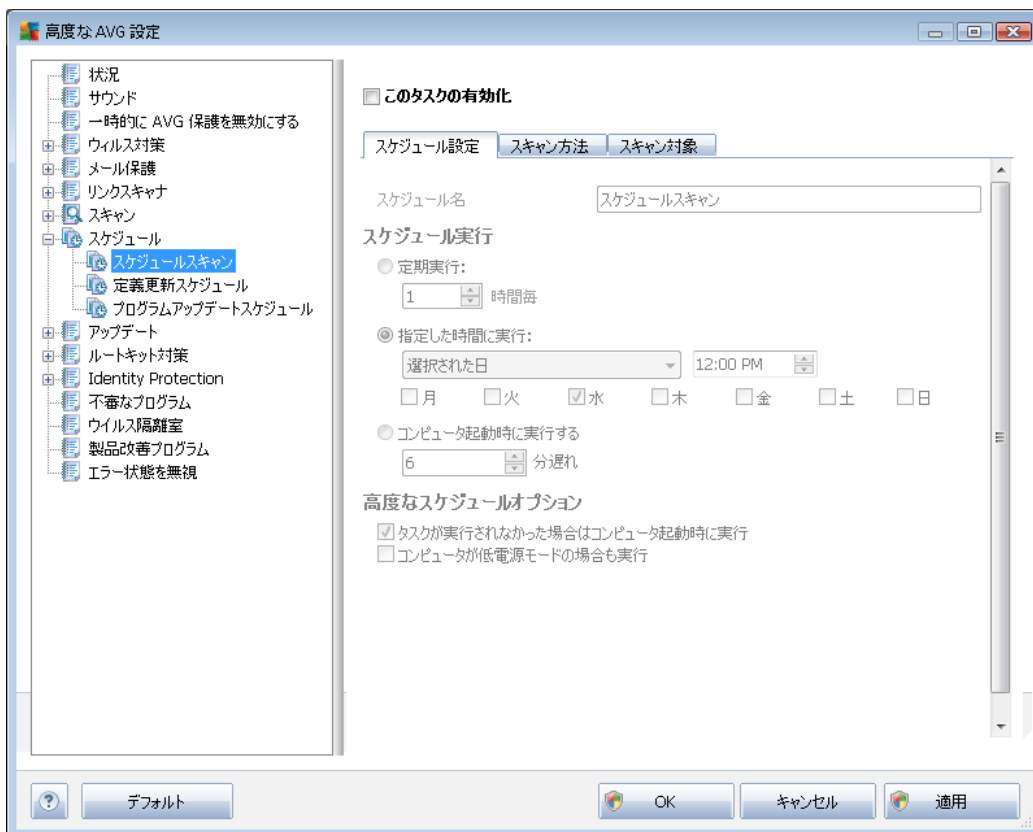 高度な AVG 設定
状況
サウンド
一時的に AVG 保護を無効にする
ウィルス対策
メール保護
リンクスキャナ
スキャン
スケジュール
スケジュールスキャン
定義更新スケジュール
プログラムアップデートスケジュール
アップデート
ルートキット対策
Identity Protection
不審なプログラム
ウイルス隔離室
製品改善プログラム
エラー状態を無視
このタスクの有効化
スケジュール設定 スキャン方法 スキャン対象
スケジュール名 スケジュールスキャン
スケジュール実行
定期実行:
1 時間毎
指定した時間に実行:
選択された日 12:00 PM
月 火 水 木 金 土 日
コンピュータ起動時に実行する
6 分遅れ
高度なスケジュールオプション
タスクが実行されなかった場合はコンピュータ起動時に実行
コンピュータが低電源モードの場合も実行
? デフォルト OK キャンセル 適用